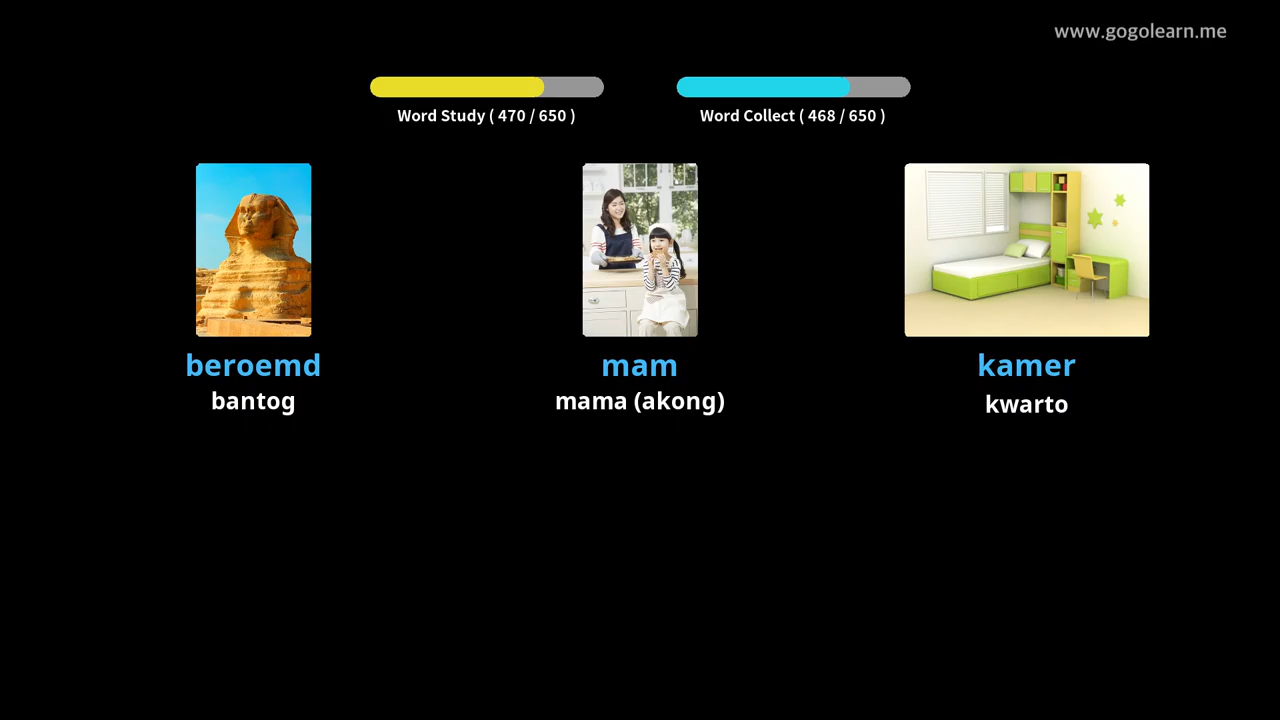 www.gogolearn.me
Word Study ( 470 / 650 )
Word Collect ( 468 / 650 )
beroemd
bantog
mam
mama (akong)
kamer
kwarto